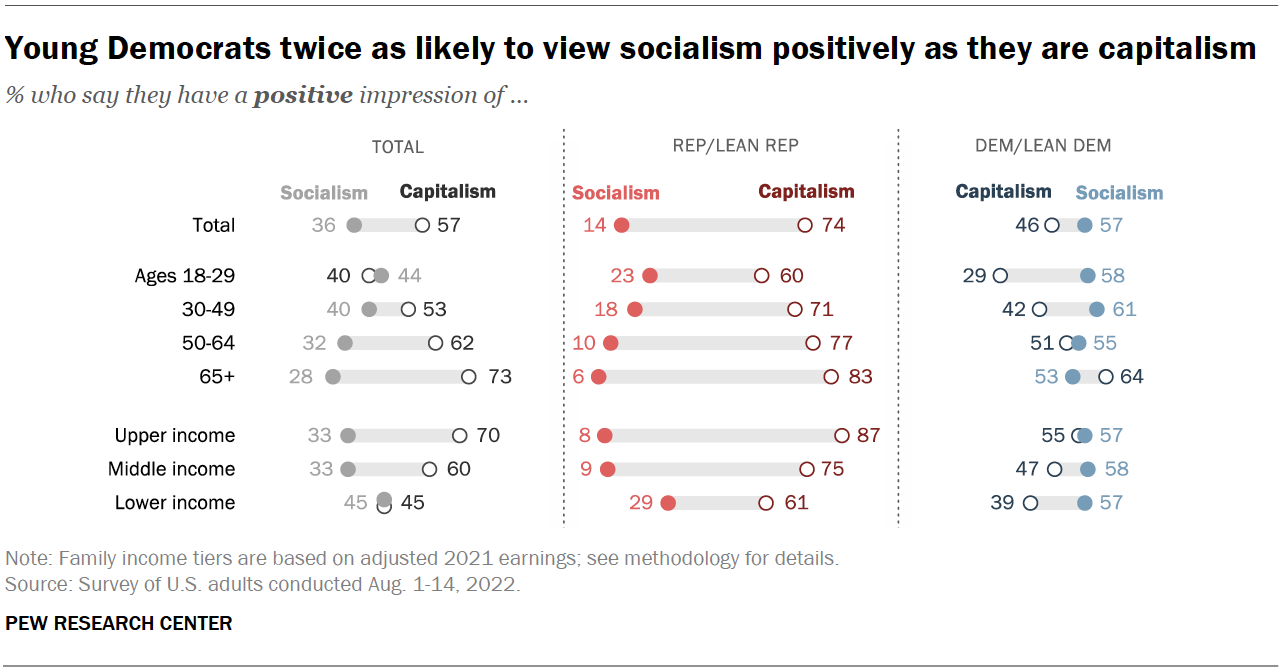 Young Democrats twice as likely to view socialism positively as they are capitalism
% who say they have a positive impression of ...
TOTAL REP/LEAN REP DEM/LEAN DEM
Socialism Capitalism Socialism Capitalism Capitalism Socialism
Total 36 57 14 74 46 57
Ages 18-29 40 44 23 60 29 58
30-49 40 53 18 71 42 61
50-64 32 62 10 77 51 55
65+ 28 73 6 83 53 64
Upper income 33 70 8 87 55 57
Middle income 33 60 9 75 47 58
Lower income 45 45 29 61 39 57
Note: Family income tiers are based on adjusted 2021 earnings; see methodology for details.
Source: Survey of U.S. adults conducted Aug. 1-14, 2022.
PEW RESEARCH CENTER